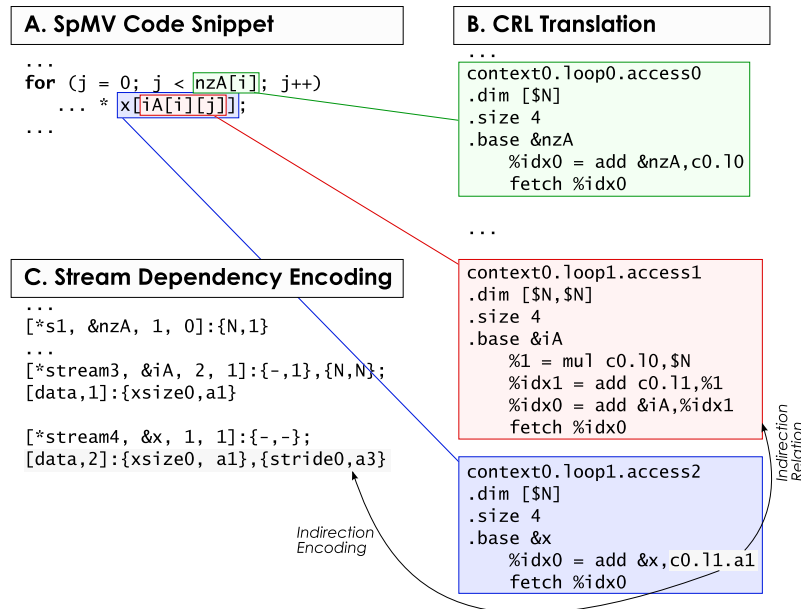 A. SpMV Code Snippet
...
for (j = 0; j < nzA[i]; j++)
... * x[iA[i][j]];
...
B. CRL Translation
...
context0.loop0.access0
.dim [$N]
.size 4
.base &nzA
%idx0 = add &nzA,c0.l0
fetch %idx0
...
context0.loop1.access1
.dim [$N,$N]
.size 4
.base &iA
%1 = mul c0.l0,$N
%idx1 = add c0.l1,%1
%idx0 = add &iA,%idx1
fetch %idx0
context0.loop1.access2
.dim [$N]
.size 4
.base &x
%idx0 = add &x,c0.l1.a1
fetch %idx0
Indirection
Relation
C. Stream Dependency Encoding
...
[*s1, &nzA, 1, 0]:{N,1}
...
[*stream3, &iA, 2, 1]:{-,1},{N,N};
[data,1]:{xsize0,a1}
[*stream4, &x, 1, 1]:{-,-};
[data,2]:{xsize0, a1},{stride0,a3}
Indirection
Encoding